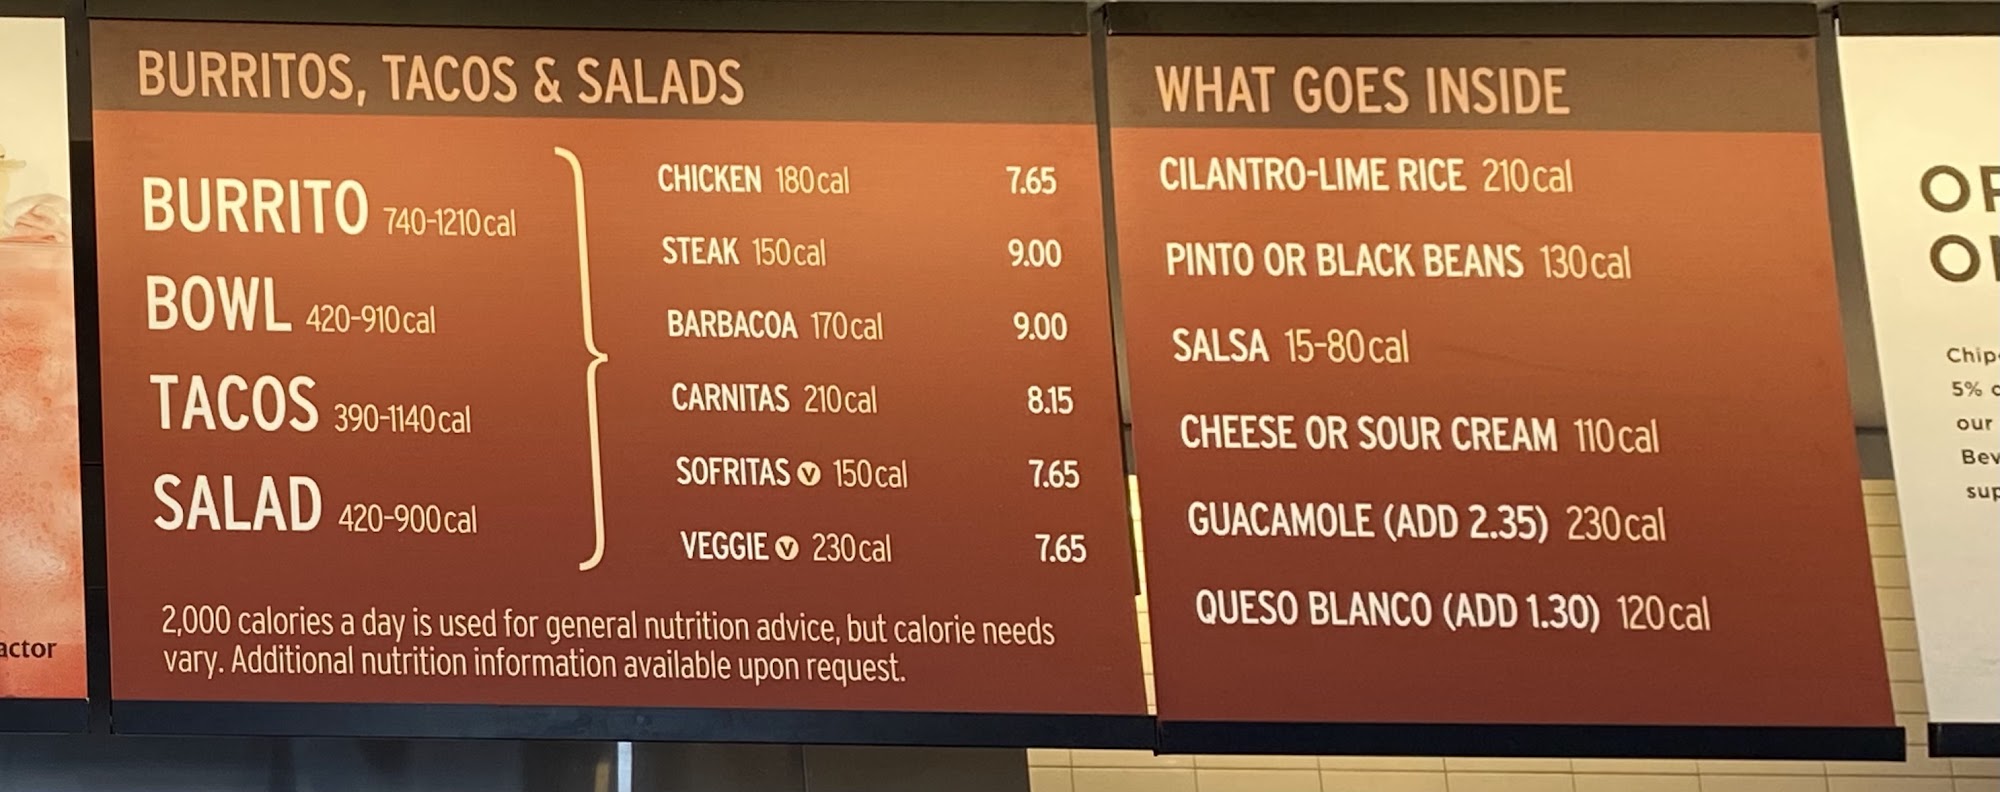 BURRITOS, TACOS & SALADS
BURRITO 740-1210cal
BOWL 420-910cal
TACOS 390-1140cal
SALAD 420-900cal
CHICKEN 180cal 7.65
STEAK 150cal 9.00
BARBACOA 170cal 9.00
CARNITAS 210cal 8.15
SOFRITAS V 150cal 7.65
VEGGIE V 230cal 7.65
2,000 calories a day is used for general nutrition advice, but calorie needs
vary. Additional nutrition information available upon request.
WHAT GOES INSIDE
CILANTRO-LIME RICE 210cal
PINTO OR BLACK BEANS 130cal
SALSA 15-80cal
CHEESE OR SOUR CREAM 110cal
GUACAMOLE (ADD 2.35) 230cal
QUESO BLANCO (ADD 1.30) 120cal
5%
our